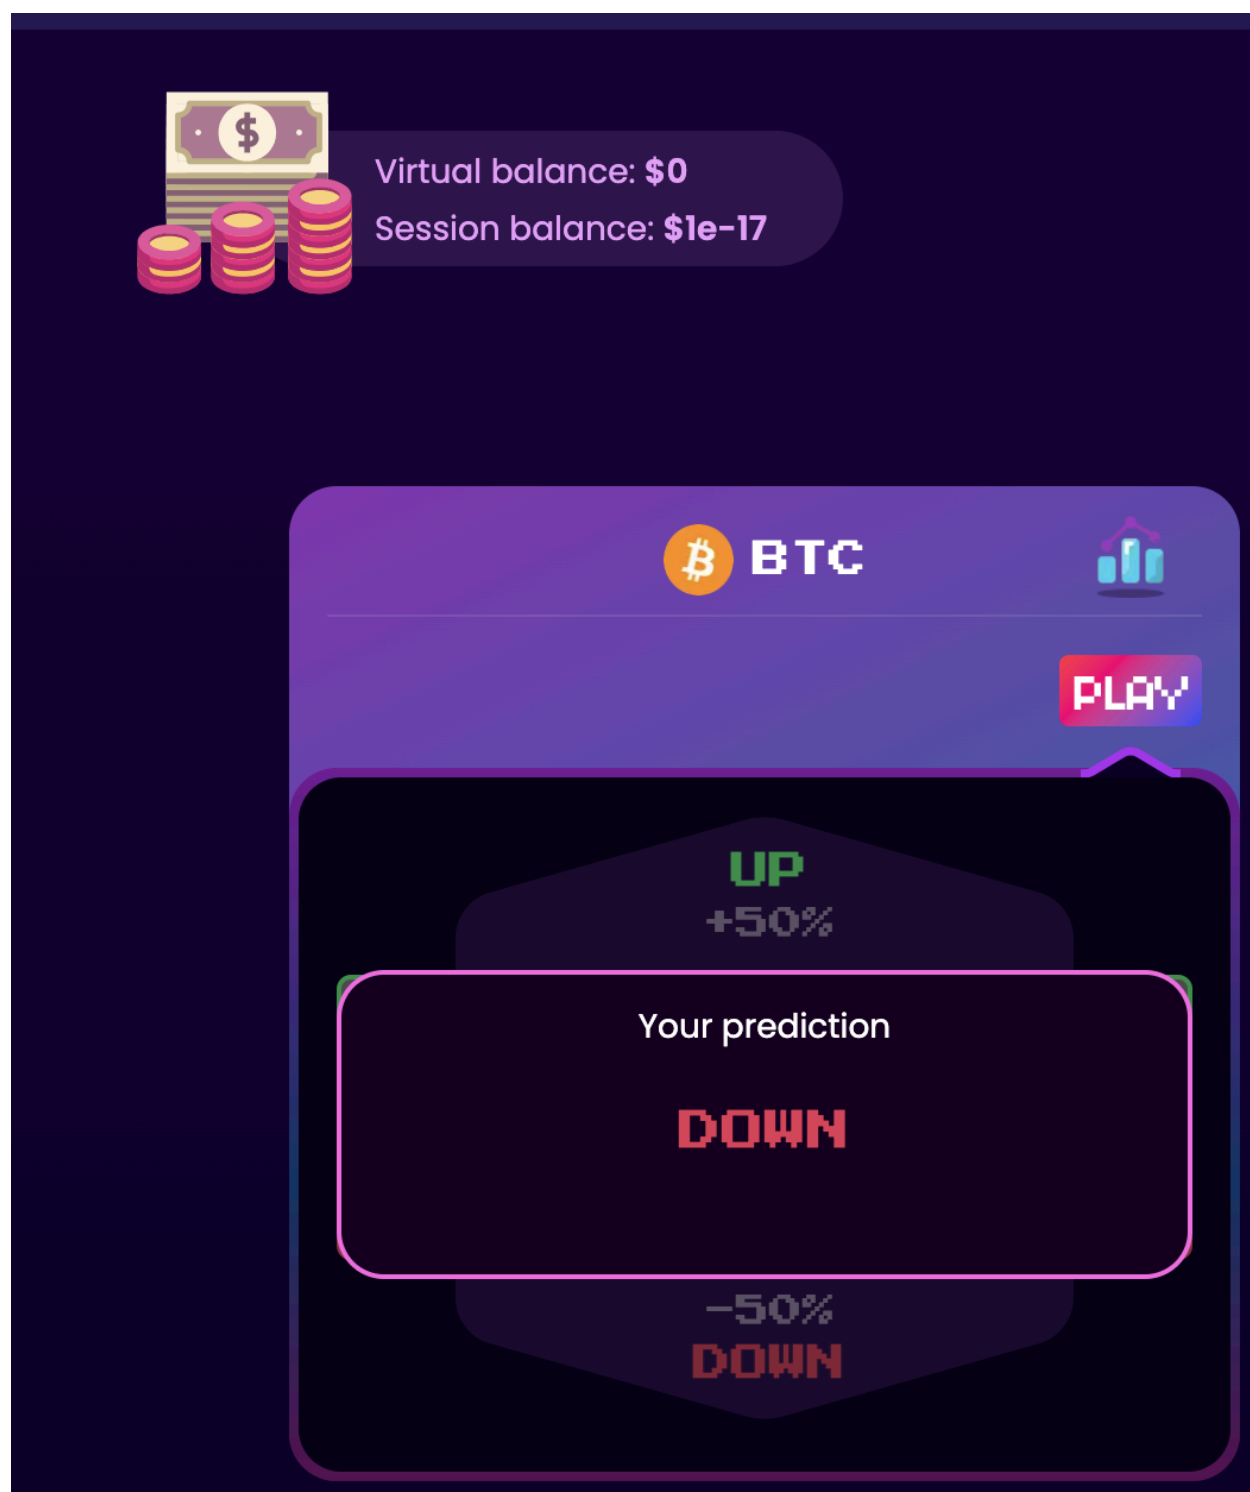 Virtual balance: $0
Session balance: $1e-17
BTC
PLAY
UP
+50%
Your prediction
DOWN
-50%
DOWN